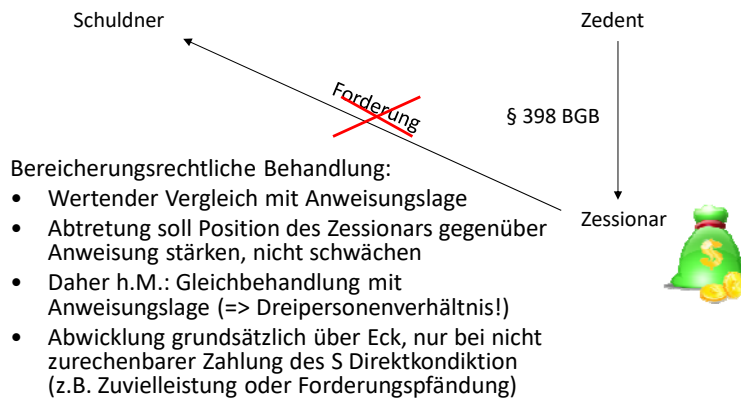 Schuldner
Zedent
Forderung
§ 398 BGB
Bereicherungsrechtliche Behandlung:
• Wertender Vergleich mit Anweisungslage
Zessionar
• Abtretung soll Position des Zessionars gegenüber
Anweisung stärken, nicht schwächen
• Daher h.M.: Gleichbehandlung mit
Anweisungslage (=> Dreipersonenverhältnis!)
• Abwicklung grundsätzlich über Eck, nur bei nicht
zurechenbarer Zahlung des S Direktkondiktion
(z.B. Zuvielleistung oder Forderungspfändung)
$